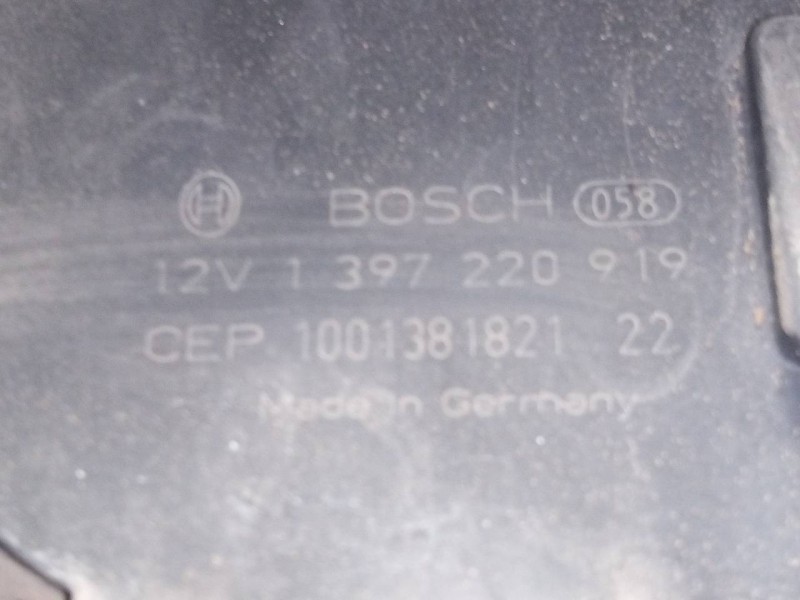 BOSCH 058
12V 1 397 220 919
CEP 1001381821 22
Made in Germany